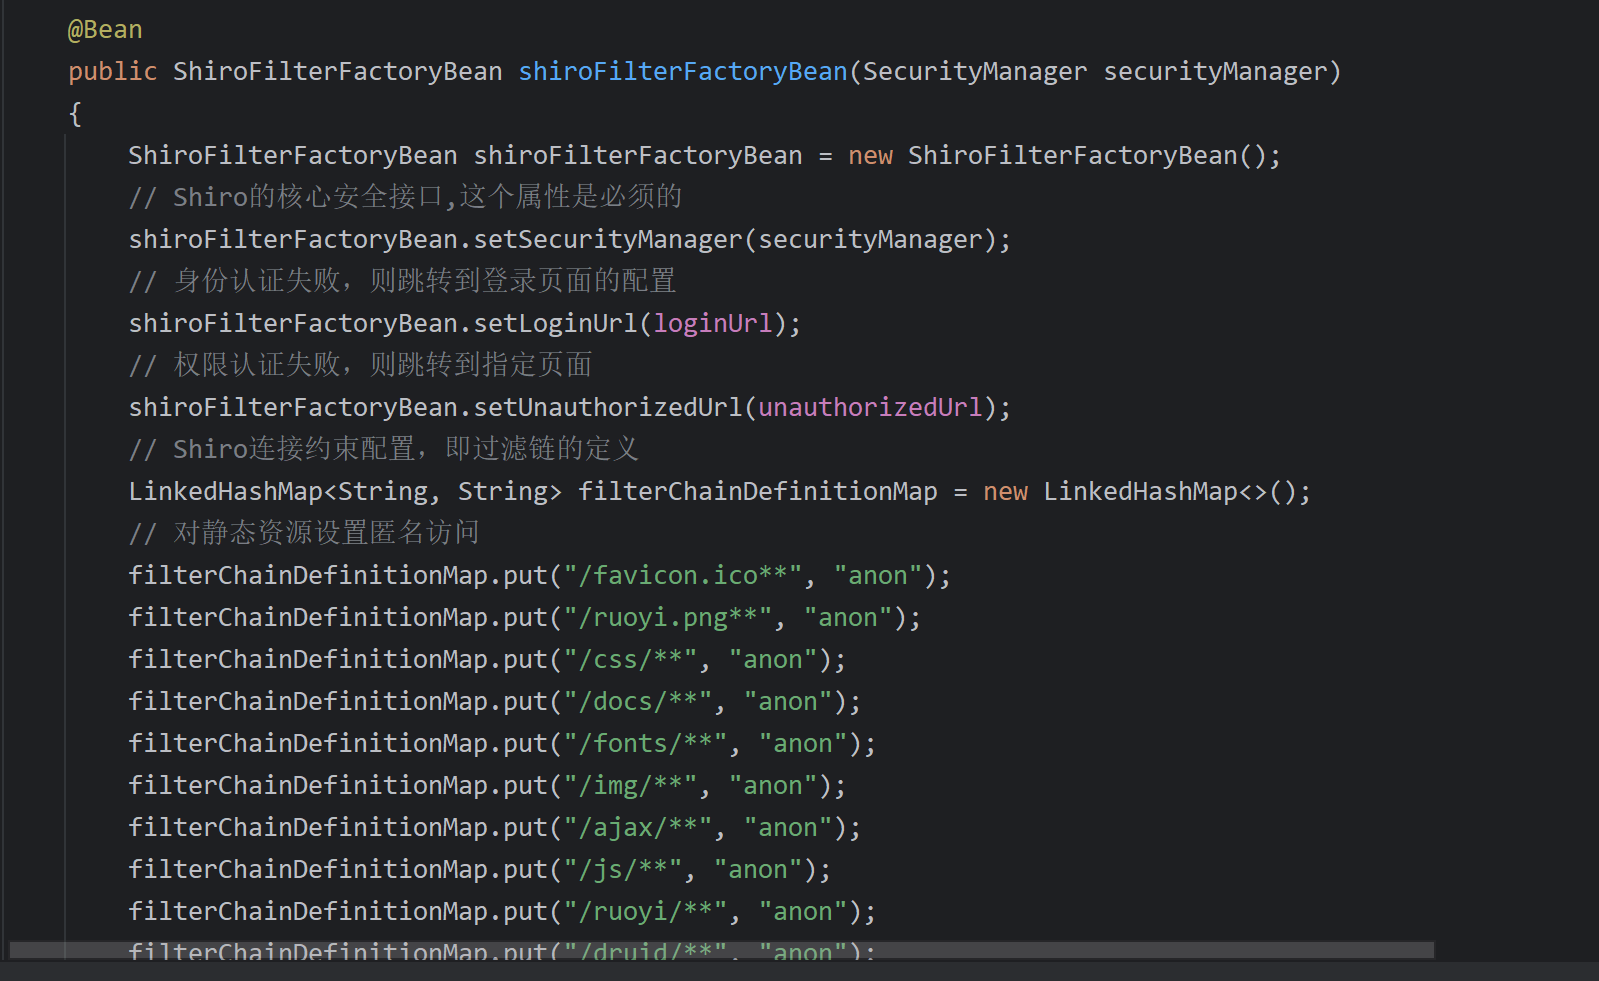 @Bean
public ShiroFilterFactoryBean shiroFilterFactoryBean(SecurityManager securityManager)
{
ShiroFilterFactoryBean shiroFilterFactoryBean = new ShiroFilterFactoryBean();
// Shiro的核心安全接口,这个属性是必须的
shiroFilterFactoryBean.setSecurityManager(securityManager);
// 身份认证失败，则跳转到登录页面的配置
shiroFilterFactoryBean.setLoginUrl(loginUrl);
// 权限认证失败，则跳转到指定页面
shiroFilterFactoryBean.setUnauthorizedUrl(unauthorizedUrl);
// Shiro连接约束配置，即过滤链的定义
LinkedHashMap<String, String> filterChainDefinitionMap = new LinkedHashMap<>();
// 对静态资源设置匿名访问
filterChainDefinitionMap.put("/favicon.ico**", "anon");
filterChainDefinitionMap.put("/ruoyi.png**", "anon");
filterChainDefinitionMap.put("/css/**", "anon");
filterChainDefinitionMap.put("/docs/**", "anon");
filterChainDefinitionMap.put("/fonts/**", "anon");
filterChainDefinitionMap.put("/img/**", "anon");
filterChainDefinitionMap.put("/ajax/**", "anon");
filterChainDefinitionMap.put("/js/**", "anon");
filterChainDefinitionMap.put("/ruoyi/**", "anon");
filterChainDefinitionMap.put("/druid/**", "anon");